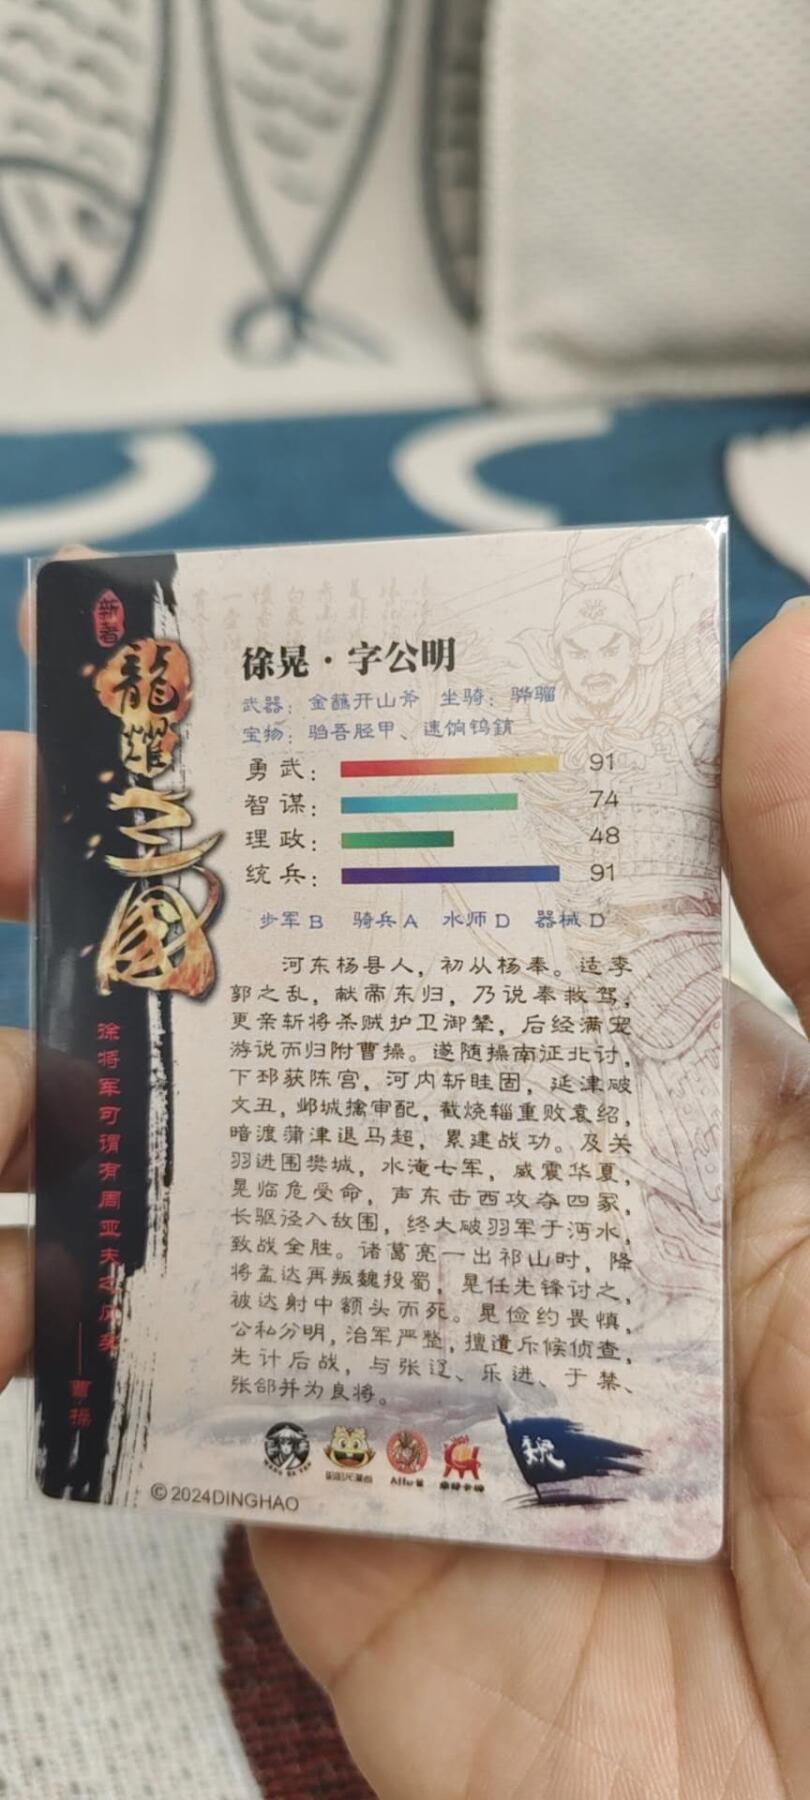 新者
龍耀三國
徐晃·字公明
武器：金蘸开山斧 坐骑：骅骝
宝物：驺吾胫甲、速饷钨錥
勇武： 91
智谋： 74
理政： 48
统兵： 91
步军B 骑兵A 水师D 器械D
河东杨县人，初从杨奉。适李
郭之乱，献帝东归，乃说奉救驾，
更亲斩将杀贼护卫御辇，后经满宠
游说而归附曹操。遂随操南征北讨，
下邳获陈宫，河内斩眭固，延津破
文丑，邺城擒审配，截烧辎重败袁绍，
暗渡蒲津退马超，累建战功。及关
羽进围樊城，水淹七军，威震华夏，
晃临危受命，声东击西攻夺四冢，
长驱径入敌围，终大破羽军于沔水，
致战全胜。诸葛亮一出祁山时，降
将孟达再叛魏投蜀，晃任先锋讨之，
被达射中额头而死。晃俭约畏慎，
公私分明，治军严整，擅遣斥候侦查，
先计后战，与张辽、乐进、于禁、
张郃并为良将。
徐将军可谓有周亚夫之风矣
——曹操
魏
©2024DINGHAO